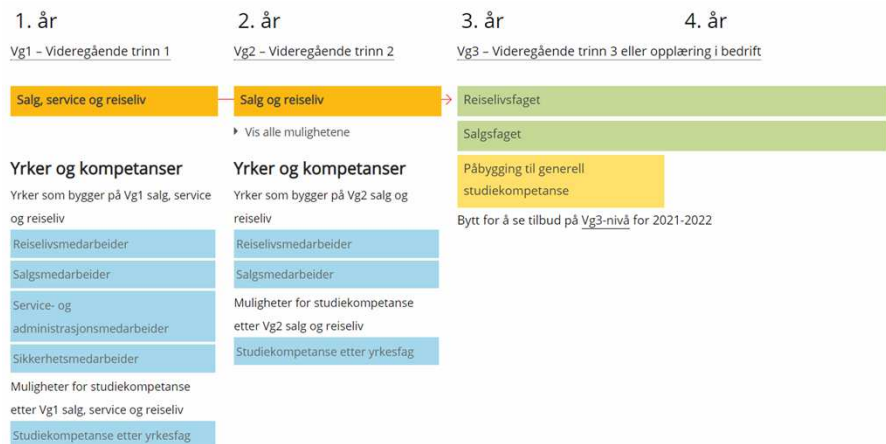 1. år
2. år
3. år
4. år
Vg1 – Videregående trinn 1
Vg2 – Videregående trinn 2
Vg3 – Videregående trinn 3 eller opplæring i bedrift
Salg, service og reiseliv
Salg og reiseliv
Vis alle mulighetene
Reiselivsfaget
Salgsfaget
Påbygging til generell
studiekompetanse
Bytt for å se tilbud på Vg3-nivå for 2021-2022
Yrker og kompetanser
Yrker som bygger på Vg1 salg, service
og reiseliv
Reiselivsmedarbeider
Salgsmedarbeider
Service- og
administrasjonsmedarbeider
Sikkerhetsmedarbeider
Muligheter for studiekompetanse
etter Vg1 salg, service og reiseliv
Studiekompetanse etter yrkesfag
Yrker og kompetanser
Yrker som bygger på Vg2 salg og
reiseliv
Reiselivsmedarbeider
Salgsmedarbeider
Muligheter for studiekompetanse
etter Vg2 salg og reiseliv
Studiekompetanse etter yrkesfag